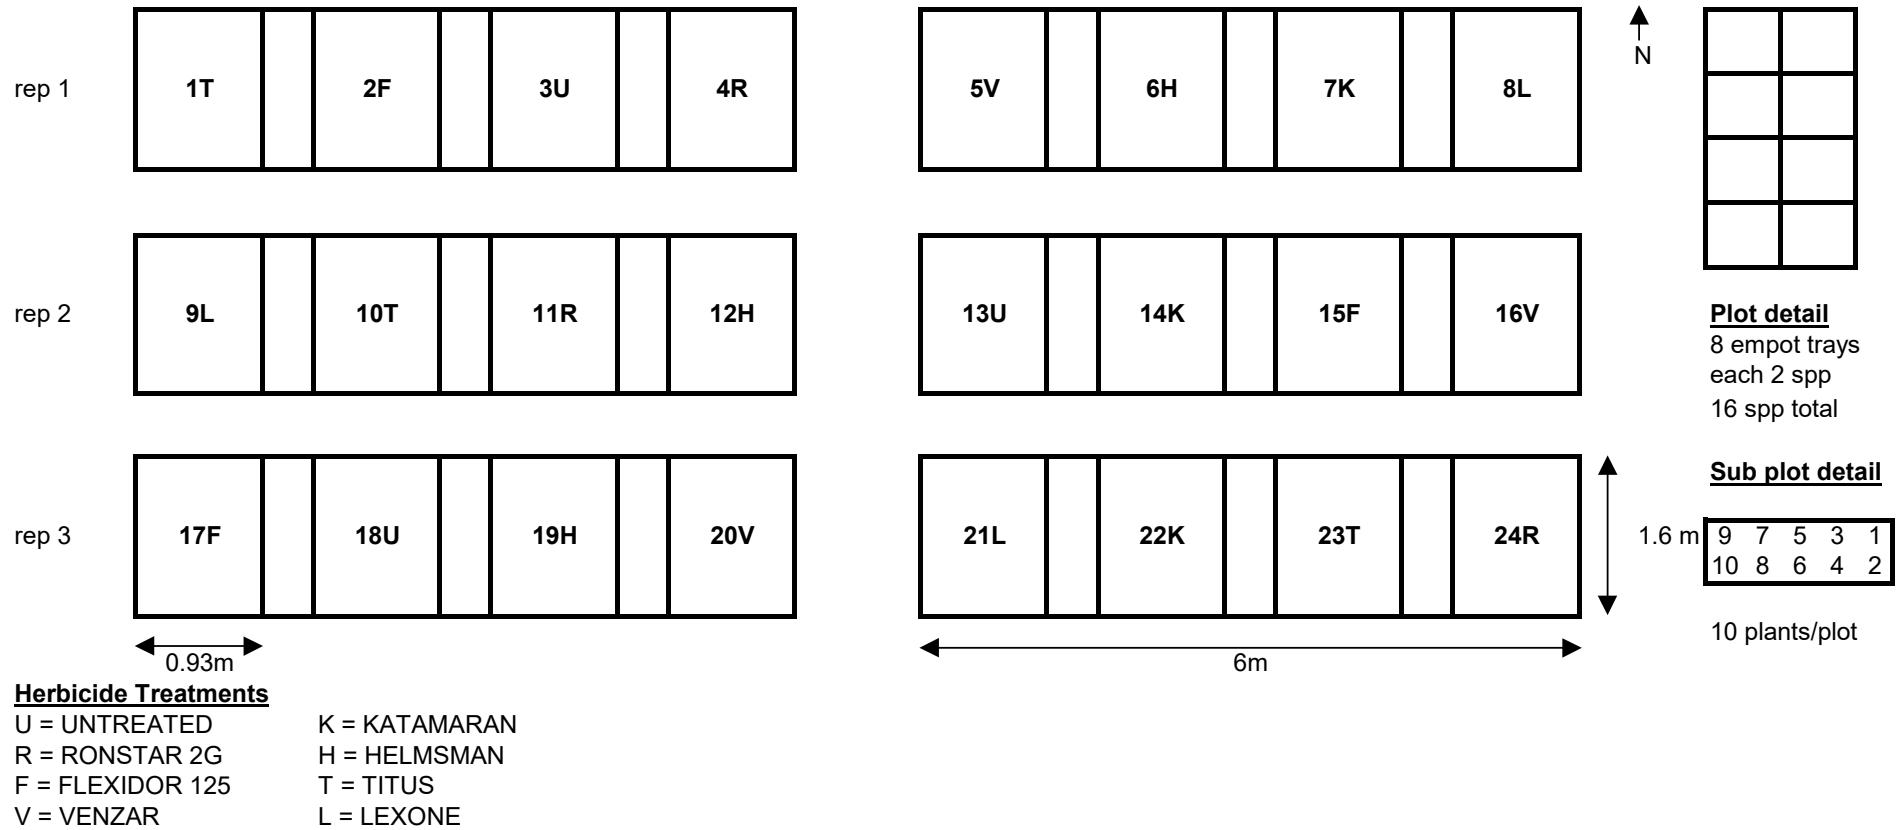 rep 1 1T 2F 3U 4R 5V 6H 7K 8L
N
rep 2 9L 10T 11R 12H 13U 14K 15F 16V
rep 3 17F 18U 19H 20V 21L 22K 23T 24R
0.93m
6m
1.6 m
Plot detail
8 empot trays
each 2 spp
16 spp total
Sub plot detail
9 7 5 3 1
10 8 6 4 2
10 plants/plot
Herbicide Treatments
U = UNTREATED K = KATAMARAN
R = RONSTAR 2G H = HELMSMAN
F = FLEXIDOR 125 T = TITUS
V = VENZAR L = LEXONE